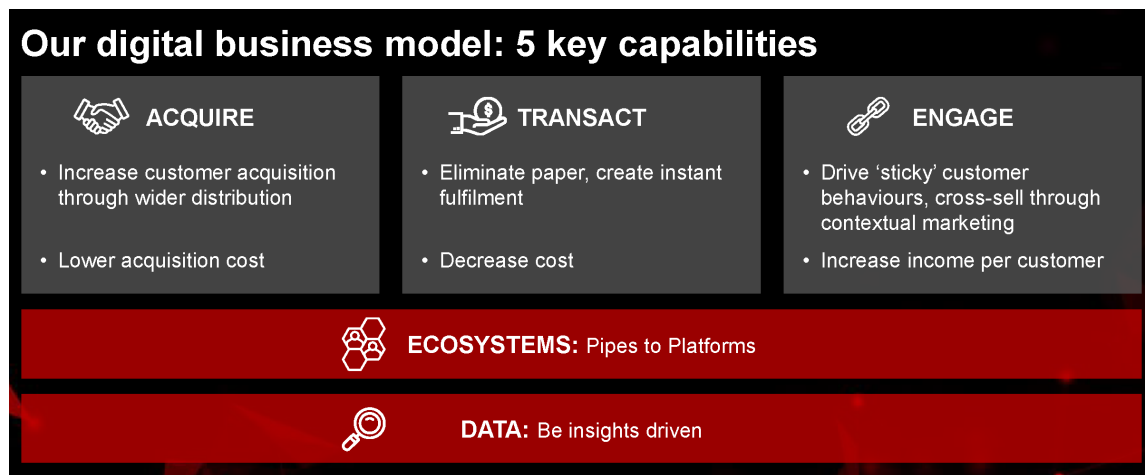 Our digital business model: 5 key capabilities
ACQUIRE
• Increase customer acquisition
through wider distribution
• Lower acquisition cost
$ TRANSACT
• Eliminate paper, create instant
fulfilment
• Decrease cost
ENGAGE
• Drive ‘sticky’ customer
behaviours, cross-sell through
contextual marketing
• Increase income per customer
ECOSYSTEMS: Pipes to Platforms
DATA: Be insights driven